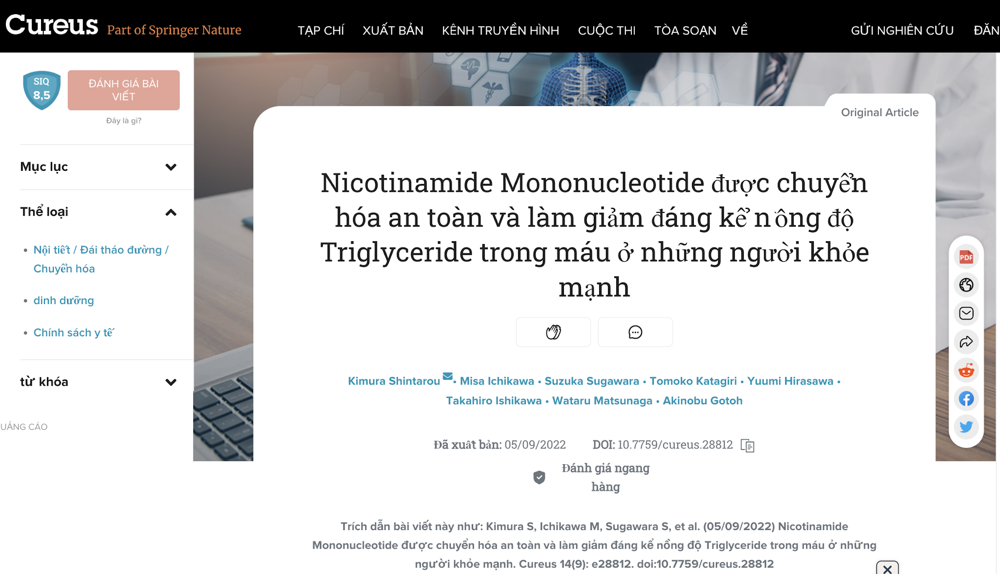 Cureus Part of Springer Nature
TẠP CHÍ XUẤT BẢN KÊNH TRUYỀN HÌNH CUỘC THI TÒA SOẠN VỀ GỬI NGHIÊN CỨU ĐĂN
SIQ
8,5
ĐÁNH GIÁ BÀI
VIẾT
Đây là gì?
Mục lục
Thể loại
• Nội tiết / Đái tháo đường /
Chuyển hóa
• dinh dưỡng
• Chính sách y tế
từ khóa
UẢNG CÁO
Original Article
Nicotinamide Mononucleotide được chuyển
hóa an toàn và làm giảm đáng kể nồng độ
Triglyceride trong máu ở những người khỏe
mạnh
Kimura Shintarou • Misa Ichikawa • Suzuka Sugawara • Tomoko Katagiri • Yuumi Hirasawa •
Takahiro Ishikawa • Wataru Matsunaga • Akinobu Gotoh
Đã xuất bản: 05/09/2022 DOI: 10.7759/cureus.28812
Đánh giá ngang
hàng
Trích dẫn bài viết này như: Kimura S, Ichikawa M, Sugawara S, et al. (05/09/2022) Nicotinamide
Mononucleotide được chuyển hóa an toàn và làm giảm đáng kể nồng độ Triglyceride trong máu ở những
người khỏe mạnh. Cureus 14(9): e28812. doi:10.7759/cureus.28812
PDF